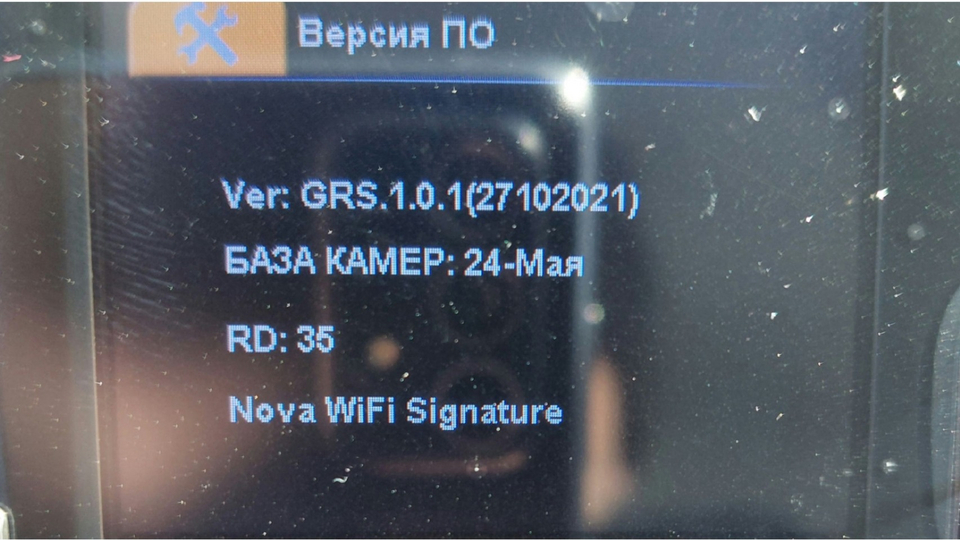 Версия ПО
Ver: GRS.1.0.1(27102021)
БАЗА КАМЕР: 24-Мая
RD: 35
Nova WiFi Signature